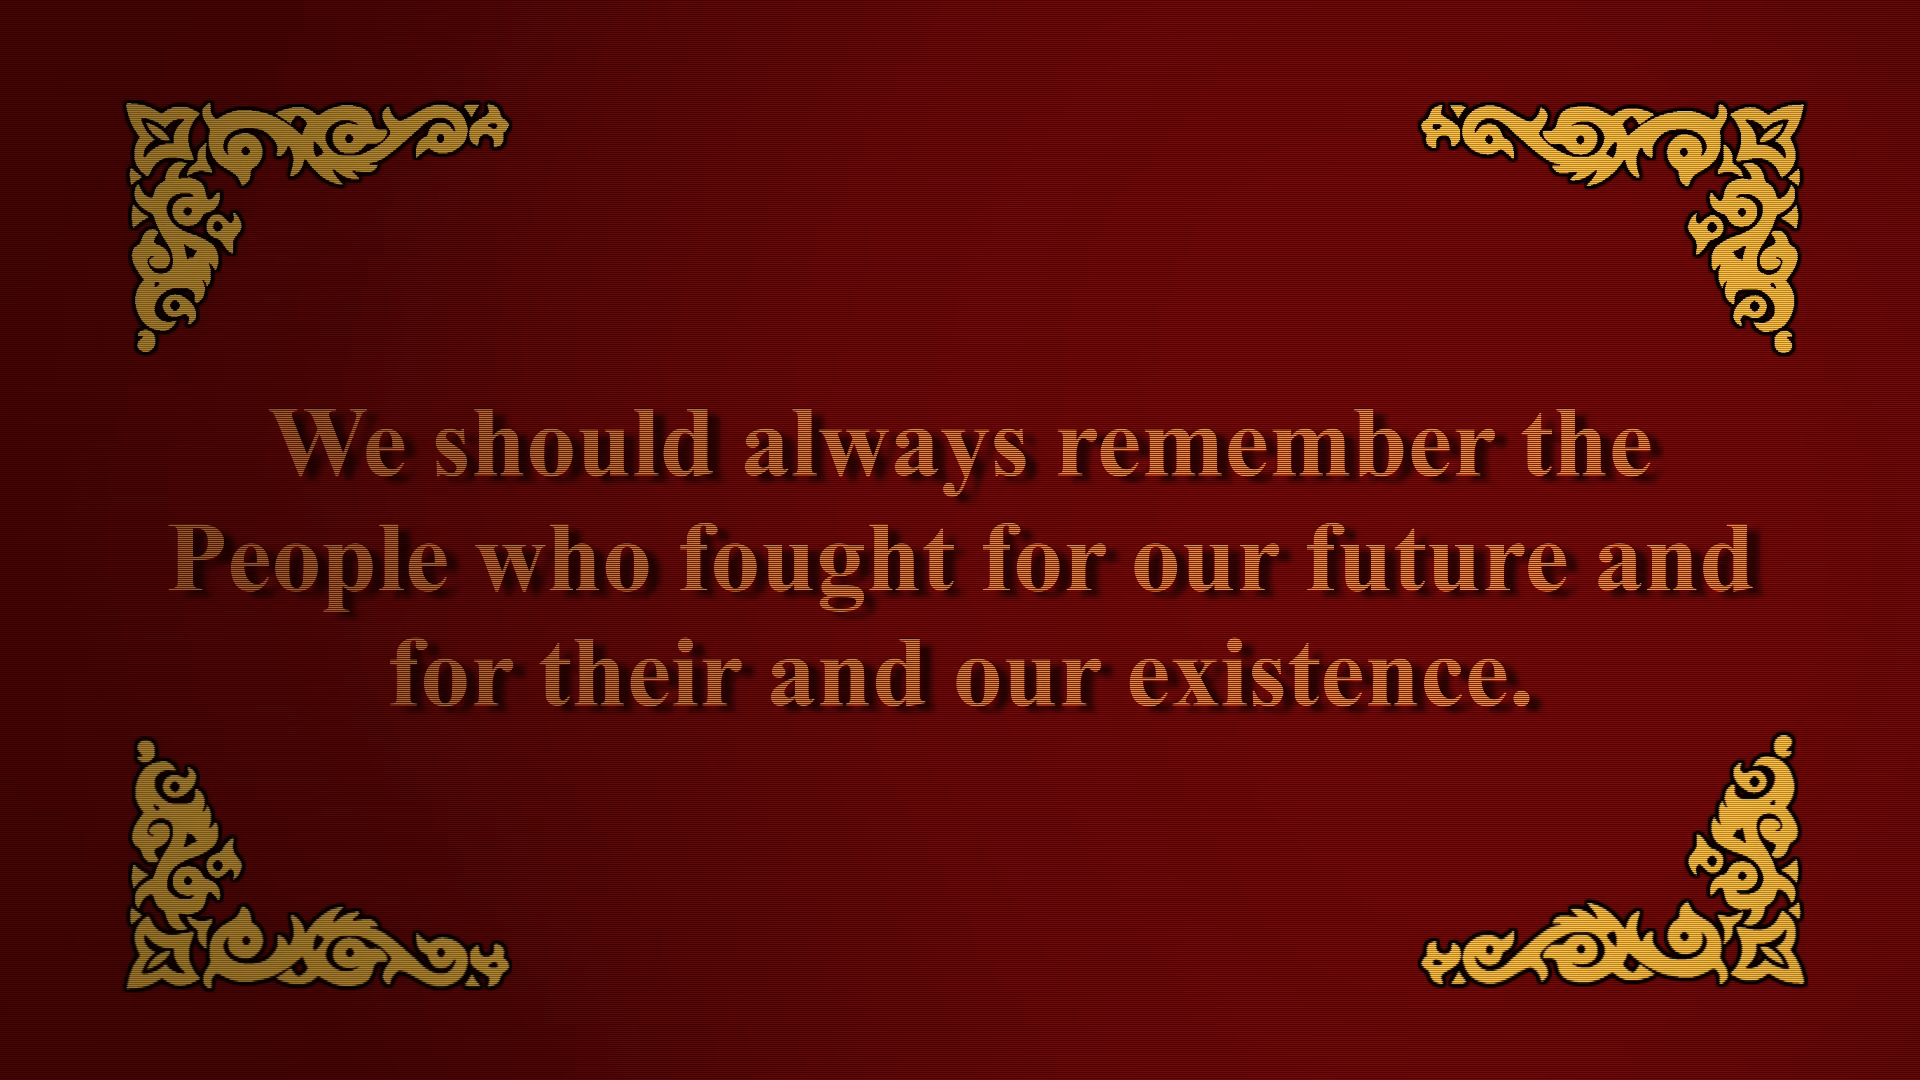 We should always remember the
People who fought for our future and
for their and our existence.